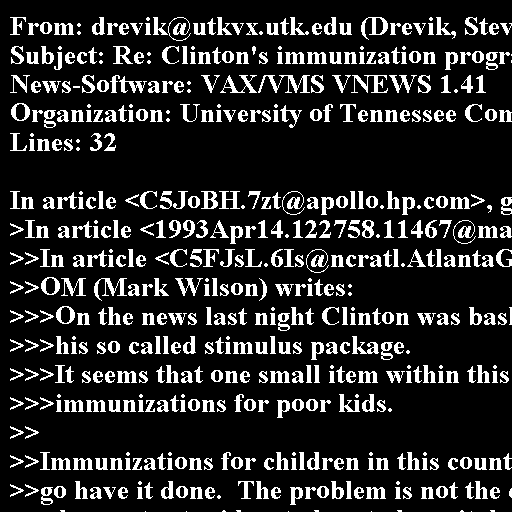 From: drevik@utkvx.utk.edu (Drevik, Stev
Subject: Re: Clinton's immunization progr
News-Software: VAX/VMS VNEWS 1.41
Organization: University of Tennessee Com
Lines: 32

In article <C5JoBH.7zt@apollo.hp.com>, g
>In article <1993Apr14.122758.11467@ma
>>In article <C5FJsL.6Is@ncratl.AtlantaG
>>OM (Mark Wilson) writes:
>>>On the news last night Clinton was bas
>>>his so called stimulus package.
>>>It seems that one small item within this
>>>immunizations for poor kids.
>>
>>Immunizations for children in this count
>>go have it done.  The problem is not the